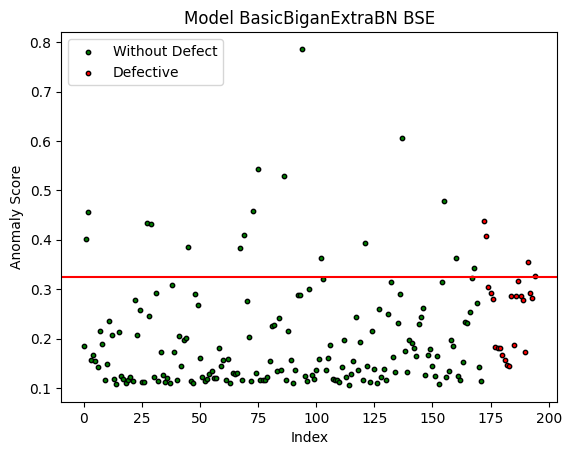 Model BasicBiganExtraBN BSE
Without Defect
Defective
Anomaly Score
0.8
0.7
0.6
0.5
0.4
0.3
0.2
0.1
0 25 50 75 100 125 150 175 200
Index